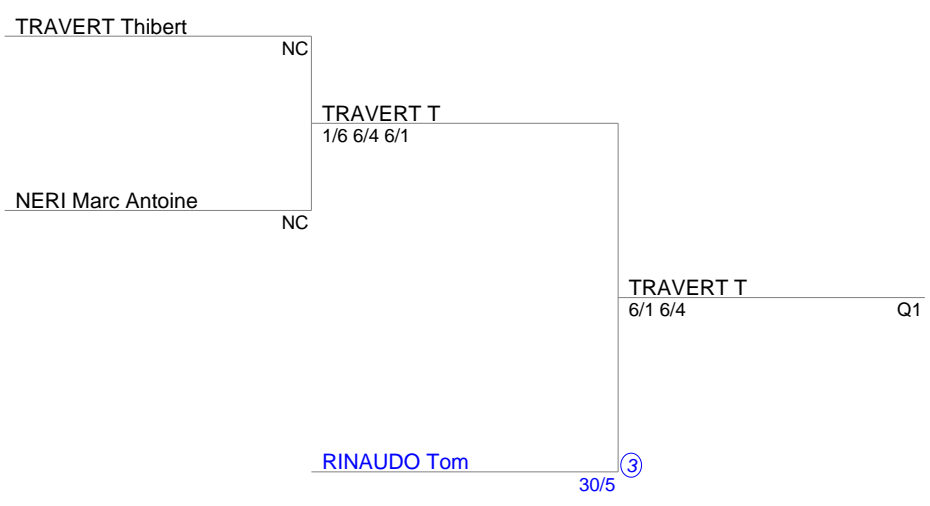 TRAVERT Thibert
NC
TRAVERT T
1/6 6/4 6/1
NERI Marc Antoine
NC
TRAVERT T
6/1 6/4 Q1
RINAUDO Tom 3
30/5